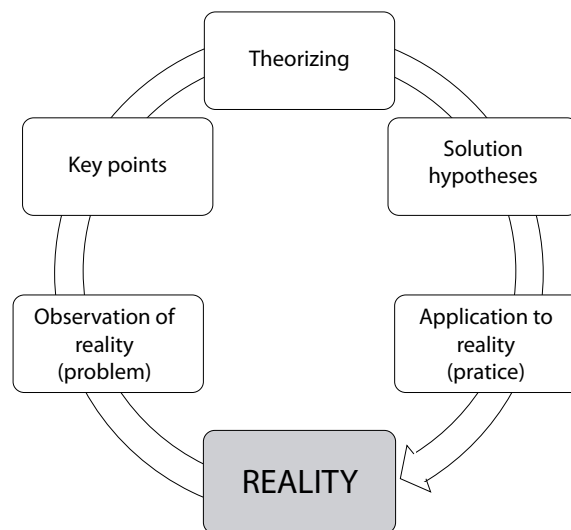 Theorizing
Key points
Solution
hypotheses
Observation of
reality
(problem)
Application to
reality
(pratice)
REALITY